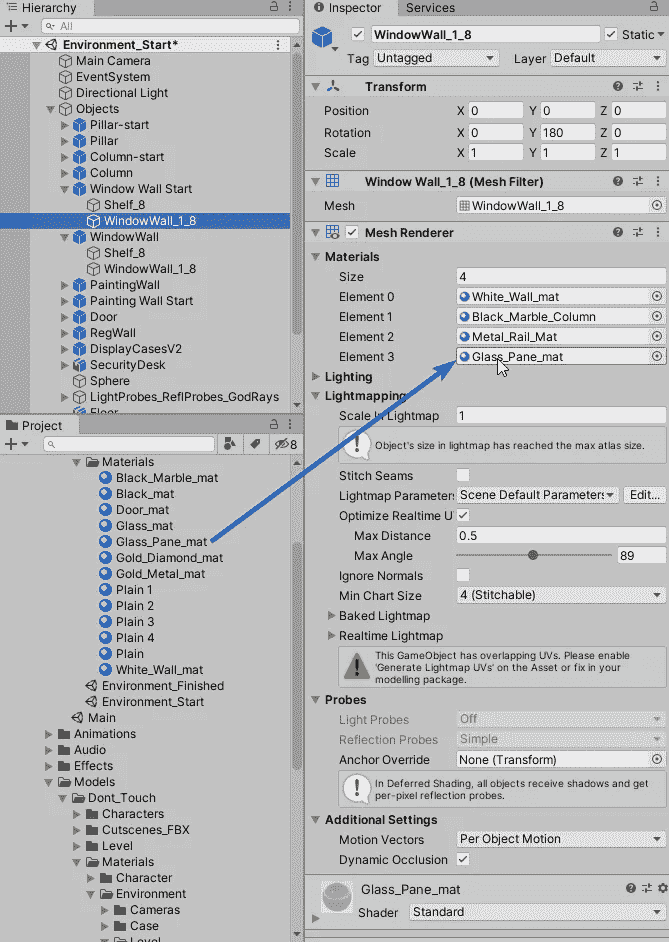 Hierarchy
All
Environment_Start*
Main Camera
EventSystem
Directional Light
Objects
Pillar-start
Pillar
Column-start
Column
Window Wall Start
Shelf_8
WindowWall_1_8
WindowWall
Shelf_8
WindowWall_1_8
PaintingWall
Painting Wall Start
Door
RegWall
DisplayCasesV2
SecurityDesk
Sphere
LightProbes_ReflProbes_GodRays
Floor
Project
8
Materials
Black_Marble_mat
Black_mat
Door_mat
Glass_mat
Glass_Pane_mat
Gold_Diamond_mat
Gold_Metal_mat
Plain 1
Plain 2
Plain 3
Plain 4
Plain
White_Wall_mat
Environment_Finished
Environment_Start
Main
Animations
Audio
Effects
Models
Dont_Touch
Characters
Cutscenes_FBX
Level
Materials
Character
Environment
Cameras
Case
Level
Inspector Services
WindowWall_1_8 Static
Tag Untagged Layer Default
Transform
Position X 0 Y 0 Z 0
Rotation X 0 Y 180 Z 0
Scale X 1 Y 1 Z 1
Window Wall_1_8 (Mesh Filter)
Mesh WindowWall_1_8
Mesh Renderer
Materials
Size 4
Element 0 White_Wall_mat
Element 1 Black_Marble_Column
Element 2 Metal_Rail_Mat
Element 3 Glass_Pane_mat
Lighting
Lightmapping
Scale In Lightmap 1
Object's size in lightmap has reached the max atlas size.
Stitch Seams
Lightmap Parameters Scene Default Parameters Edit...
Optimize Realtime U
Max Distance 0.5
Max Angle 89
Ignore Normals
Min Chart Size 4 (Stitchable)
Baked Lightmap
Realtime Lightmap
This GameObject has overlapping UVs. Please enable
'Generate Lightmap UVs' on the Asset or fix in your
modelling package.
Probes
Light Probes Off
Reflection Probes Simple
Anchor Override None (Transform)
In Deferred Shading, all objects receive shadows and get
per-pixel reflection probes.
Additional Settings
Motion Vectors Per Object Motion
Dynamic Occlusion
Glass_Pane_mat
Shader Standard